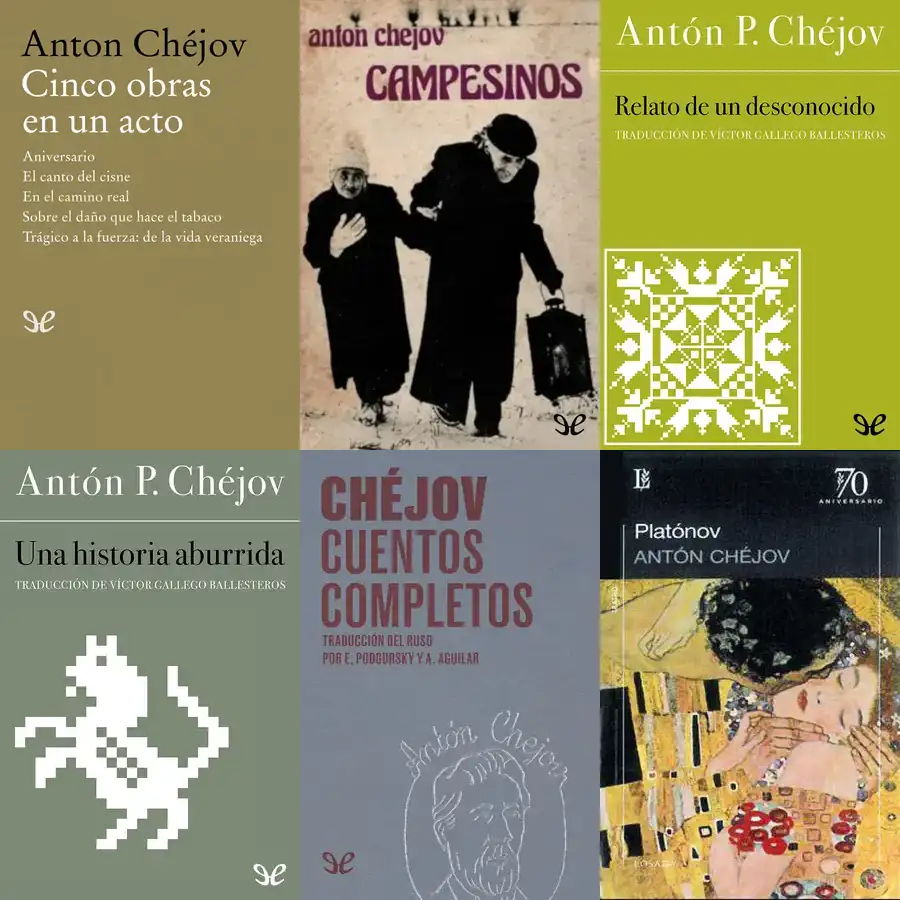 Anton Chéjov
Cinco obras
en un acto
Aniversario
El canto del cisne
En el camino real
Sobre el daño que hace el tabaco
Trágico a la fuerza: de la vida veraniega
anton chejov
CAMPESINOS
Antón P. Chéjov
Relato de un desconocido
TRADUCCIÓN DE VÍCTOR GALLEGO BALLESTEROS
Antón P. Chéjov
Una historia aburrida
TRADUCCIÓN DE VÍCTOR GALLEGO BALLESTEROS
CHÉJOV
CUENTOS
COMPLETOS
TRADUCCIÓN DEL RUSO
POR E. PODGURSKY Y A. AGUILAR
Antón Chejov
70
ANIVERSARIO
Platónov
ANTÓN CHÉJOV
LOSADA